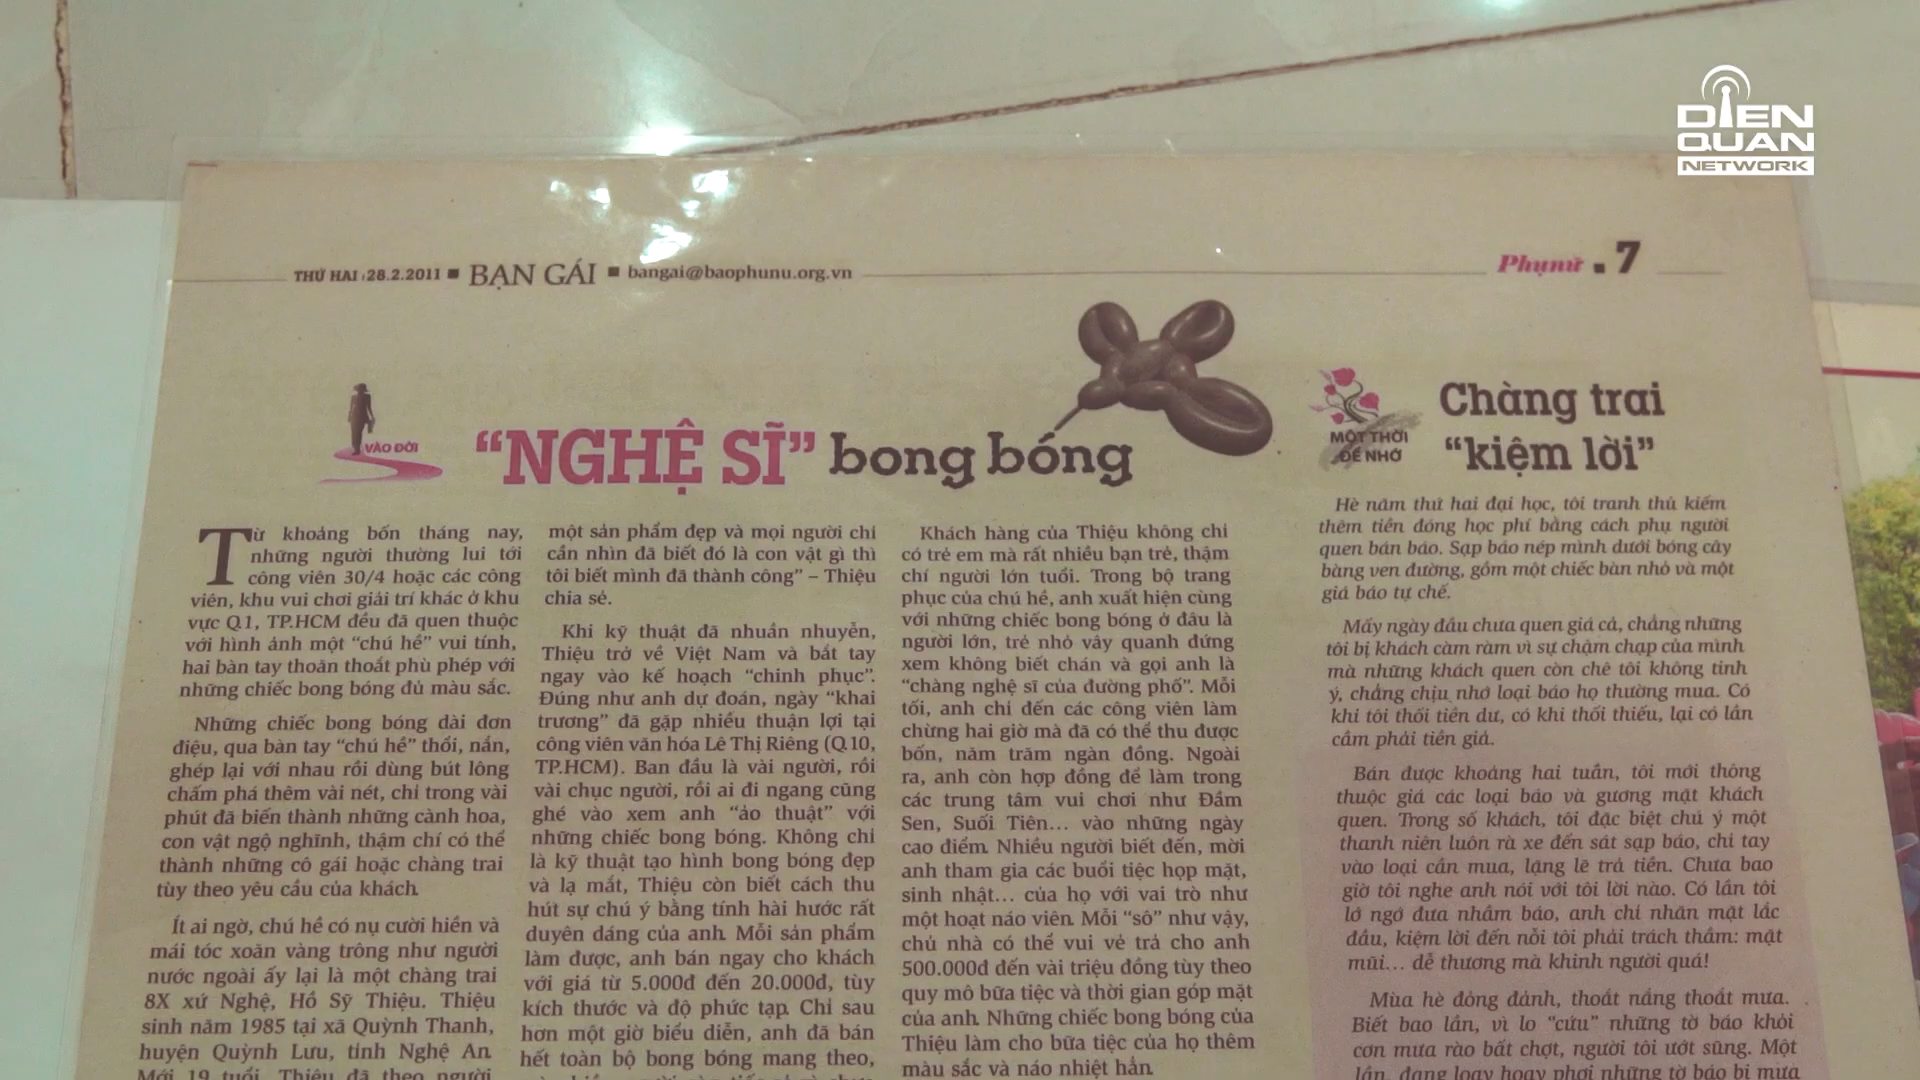 DIEN
QUAN
NETWORK
THỨ HAI 28.2.2011 ■ BẠN GÁI ■ bangai@baophunu.org.vn
Phụnữ ■ 7
VÀO ĐỜI
“NGHỆ SĨ” bong bóng
Từ khoảng bốn tháng nay,
những người thường lui tới
công viên 30/4 hoặc các công
viên, khu vui chơi giải trí khác ở khu
vực Q.1, TP.HCM đều đã quen thuộc
với hình ảnh một “chú hề” vui tính,
hai bàn tay thoăn thoắt phù phép với
những chiếc bong bóng đủ màu sắc.
Những chiếc bong bóng dài đơn
điệu, qua bàn tay “chú hề” thổi, nắn,
ghép lại với nhau rồi dùng bút lông
chấm phá thêm vài nét, chỉ trong vài
phút đã biến thành những cành hoa,
con vật ngộ nghĩnh, thậm chí có thể
thành những cô gái hoặc chàng trai
tùy theo yêu cầu của khách.
Ít ai ngờ, chú hề có nụ cười hiền và
mái tóc xoăn vàng trông như người
nước ngoài ấy lại là một chàng trai
8X xứ Nghệ, Hồ Sỹ Thiệu. Thiệu
sinh năm 1985 tại xã Quỳnh Thanh,
huyện Quỳnh Lưu, tỉnh Nghệ An.
Mới 19 tuổi, Thiệu đã theo người
một sản phẩm đẹp và mọi người chỉ
cần nhìn đã biết đó là con vật gì thì
tôi biết mình đã thành công” – Thiệu
chia sẻ.
Khi kỹ thuật đã nhuần nhuyễn,
Thiệu trở về Việt Nam và bắt tay
ngay vào kế hoạch “chinh phục”.
Đúng như anh dự đoán, ngày “khai
trương” đã gặp nhiều thuận lợi tại
công viên văn hóa Lê Thị Riêng (Q.10,
TP.HCM). Ban đầu là vài người, rồi
vài chục người, rồi ai đi ngang cũng
ghé vào xem anh “ảo thuật” với
những chiếc bong bóng. Không chỉ
là kỹ thuật tạo hình bong bóng đẹp
và lạ mắt, Thiệu còn biết cách thu
hút sự chú ý bằng tính hài hước rất
duyên dáng của anh. Mỗi sản phẩm
làm được, anh bán ngay cho khách
với giá từ 5.000đ đến 20.000đ, tùy
kích thước và độ phức tạp. Chỉ sau
hơn một giờ biểu diễn, anh đã bán
hết toàn bộ bong bóng mang theo,
Khách hàng của Thiệu không chỉ
có trẻ em mà rất nhiều bạn trẻ, thậm
chí người lớn tuổi. Trong bộ trang
phục của chú hề, anh xuất hiện cùng
với những chiếc bong bóng ở đâu là
người lớn, trẻ nhỏ vây quanh đứng
xem không biết chán và gọi anh là
“chàng nghệ sĩ của đường phố”. Mỗi
tối, anh chỉ đến các công viên làm
chừng hai giờ mà đã có thể thu được
bốn, năm trăm ngàn đồng. Ngoài
ra, anh còn hợp đồng để làm trong
các trung tâm vui chơi như Đầm
Sen, Suối Tiên... vào những ngày
cao điểm. Nhiều người biết đến, mời
anh tham gia các buổi tiệc họp mặt,
sinh nhật... của họ với vai trò như
một hoạt náo viên. Mỗi “sô” như vậy,
chủ nhà có thể vui vẻ trả cho anh
500.000đ đến vài triệu đồng tùy theo
quy mô bữa tiệc và thời gian góp mặt
của anh. Những chiếc bong bóng của
Thiệu làm cho bữa tiệc của họ thêm
màu sắc và náo nhiệt hẳn.
MỘT THỜI
ĐỂ NHỚ
Chàng trai
“kiệm lời”
Hè năm thứ hai đại học, tôi tranh thủ kiếm
thêm tiền đóng học phí bằng cách phụ người
quen bán báo. Sạp báo nép mình dưới bóng cây
bàng ven đường, gồm một chiếc bàn nhỏ và một
giá báo tự chế.
Mấy ngày đầu chưa quen giá cả, chẳng những
tôi bị khách càm ràm vì sự chậm chạp của mình
mà những khách quen còn chê tôi không tinh
ý, chẳng chịu nhớ loại báo họ thường mua. Có
khi tôi thối tiền dư, có khi thối thiếu, lại có lần
cầm phải tiền giả.
Bán được khoảng hai tuần, tôi mới thông
thuộc giá các loại báo và gương mặt khách
quen. Trong số khách, tôi đặc biệt chú ý một
thanh niên luôn rà xe đến sát sạp báo, chỉ tay
vào loại cần mua, lặng lẽ trả tiền. Chưa bao
giờ tôi nghe anh nói với tôi lời nào. Có lần tôi
lớ ngớ đưa nhầm báo, anh chỉ nhăn mặt lắc
đầu, kiệm lời đến nỗi tôi phải trách thầm: mặt
mũi... dễ thương mà khinh người quá!
Mùa hè đỏng đảnh, thoắt nắng thoắt mưa.
Biết bao lần, vì lo “cứu” những tờ báo khỏi
cơn mưa rào bất chợt, người tôi ướt sũng. Một
lần, đang loay hoay phơi những tờ báo bị mưa